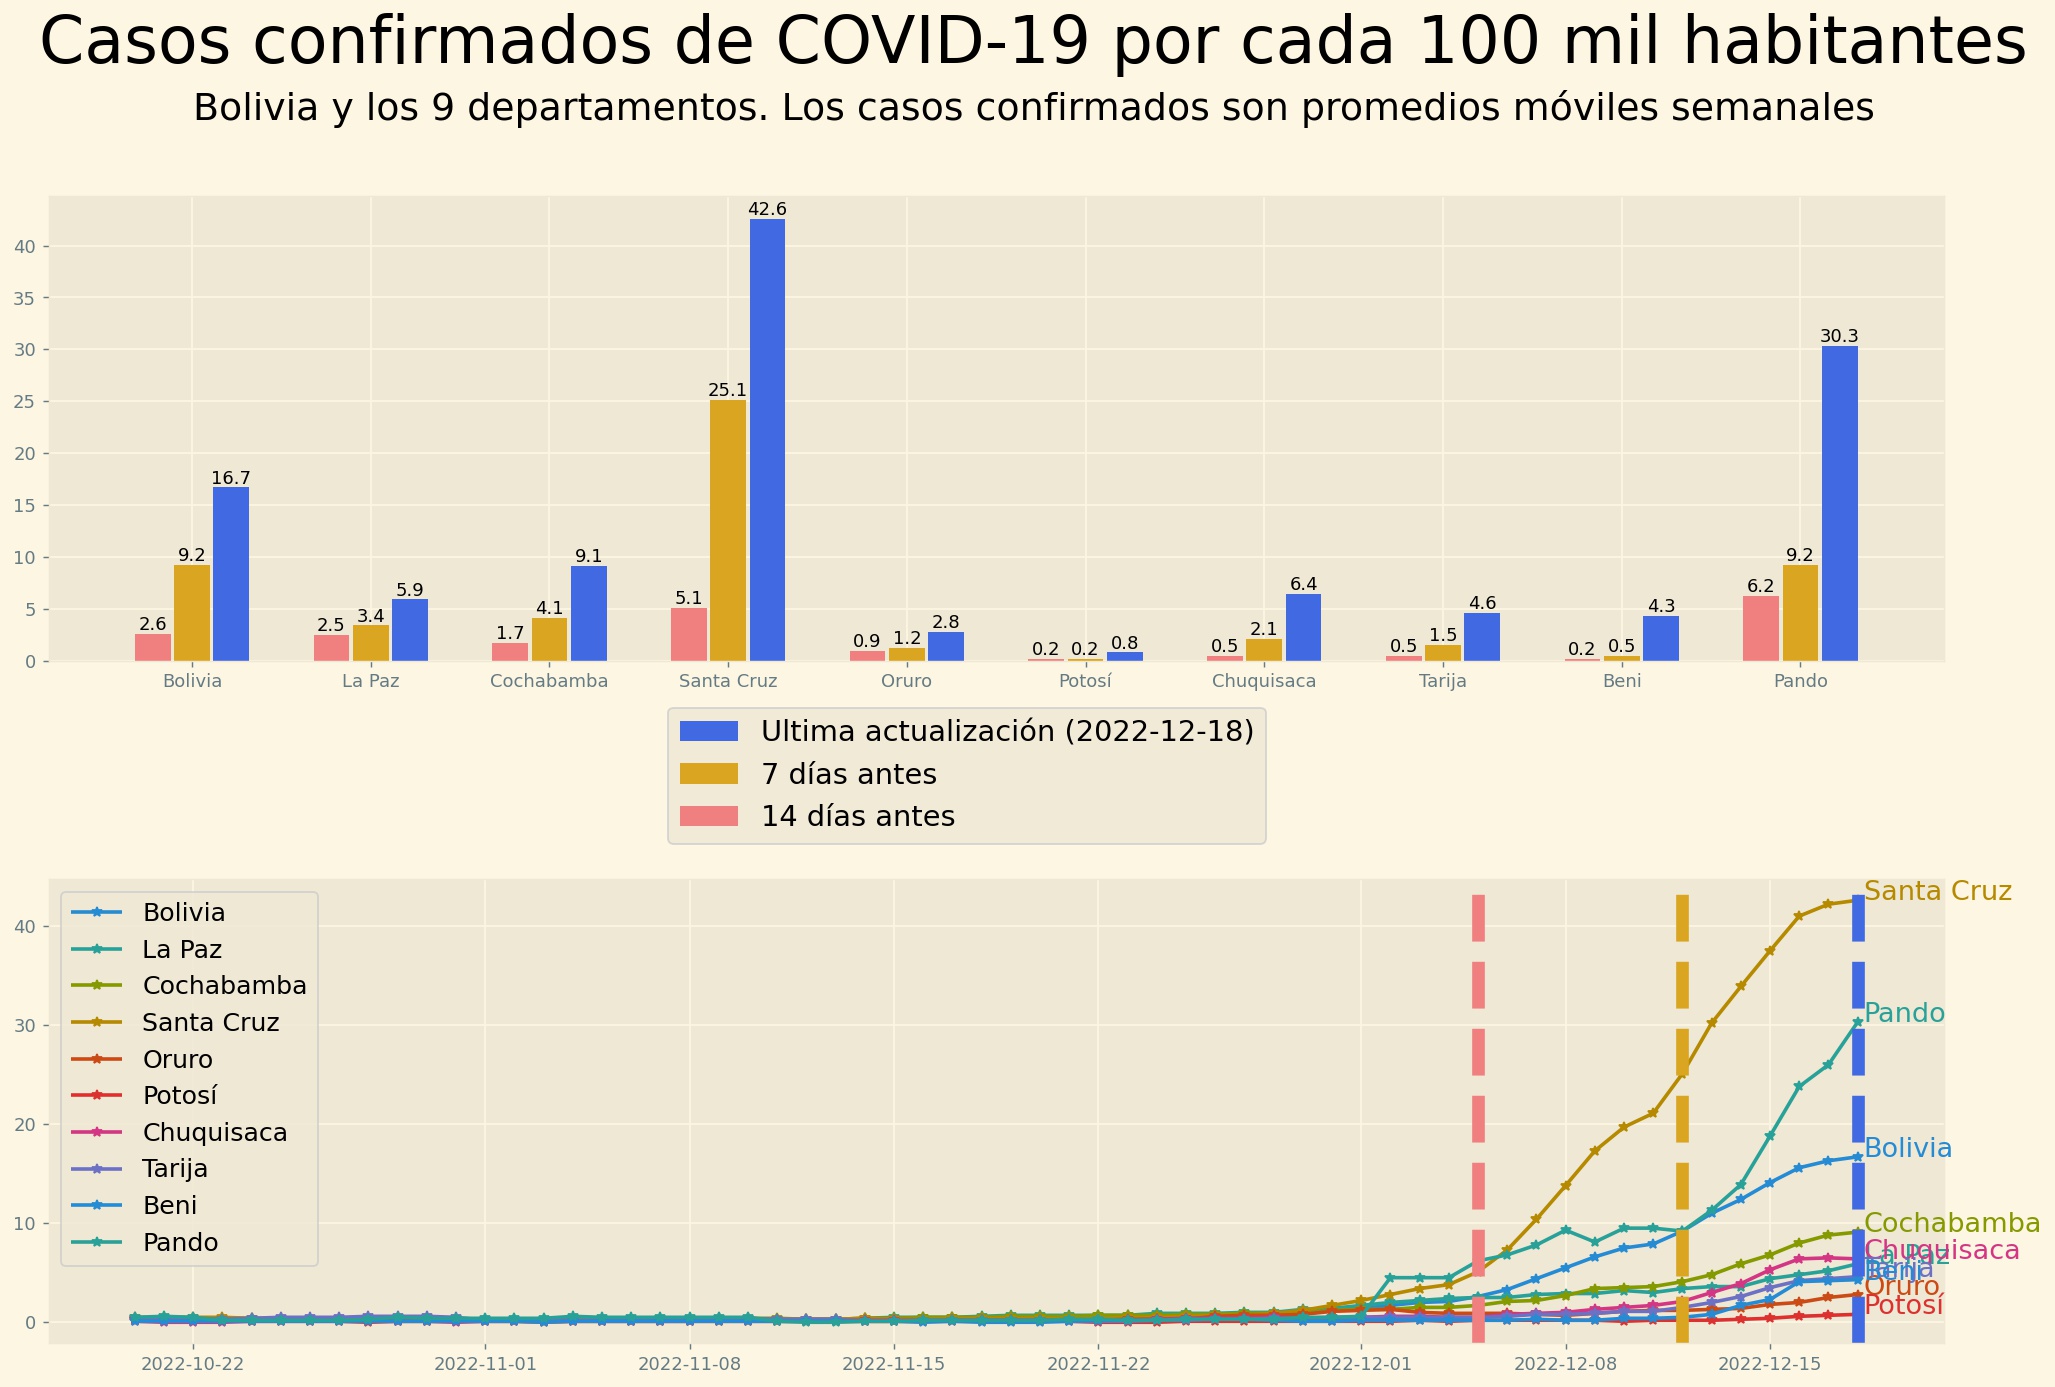 Casos confirmados de COVID-19 por cada 100 mil habitantes
Bolivia y los 9 departamentos. Los casos confirmados son promedios móviles semanales
40
35
30
25
20
15
10
5
0
2.6 9.2 16.7
2.5 3.4 5.9
1.7 4.1 9.1
5.1 25.1 42.6
0.9 1.2 2.8
0.2 0.2 0.8
0.5 2.1 6.4
0.5 1.5 4.6
0.2 0.5 4.3
6.2 9.2 30.3
Bolivia La Paz Cochabamba Santa Cruz Oruro Potosí Chuquisaca Tarija Beni Pando
Ultima actualización (2022-12-18)
7 días antes
14 días antes
40
30
20
10
0
Bolivia
La Paz
Cochabamba
Santa Cruz
Oruro
Potosí
Chuquisaca
Tarija
Beni
Pando
Santa Cruz
Pando
Bolivia
Cochabamba
Chuquisaca
La Paz
Tarija
Beni
Oruro
Potosí
2022-10-22 2022-11-01 2022-11-08 2022-11-15 2022-11-22 2022-12-01 2022-12-08 2022-12-15